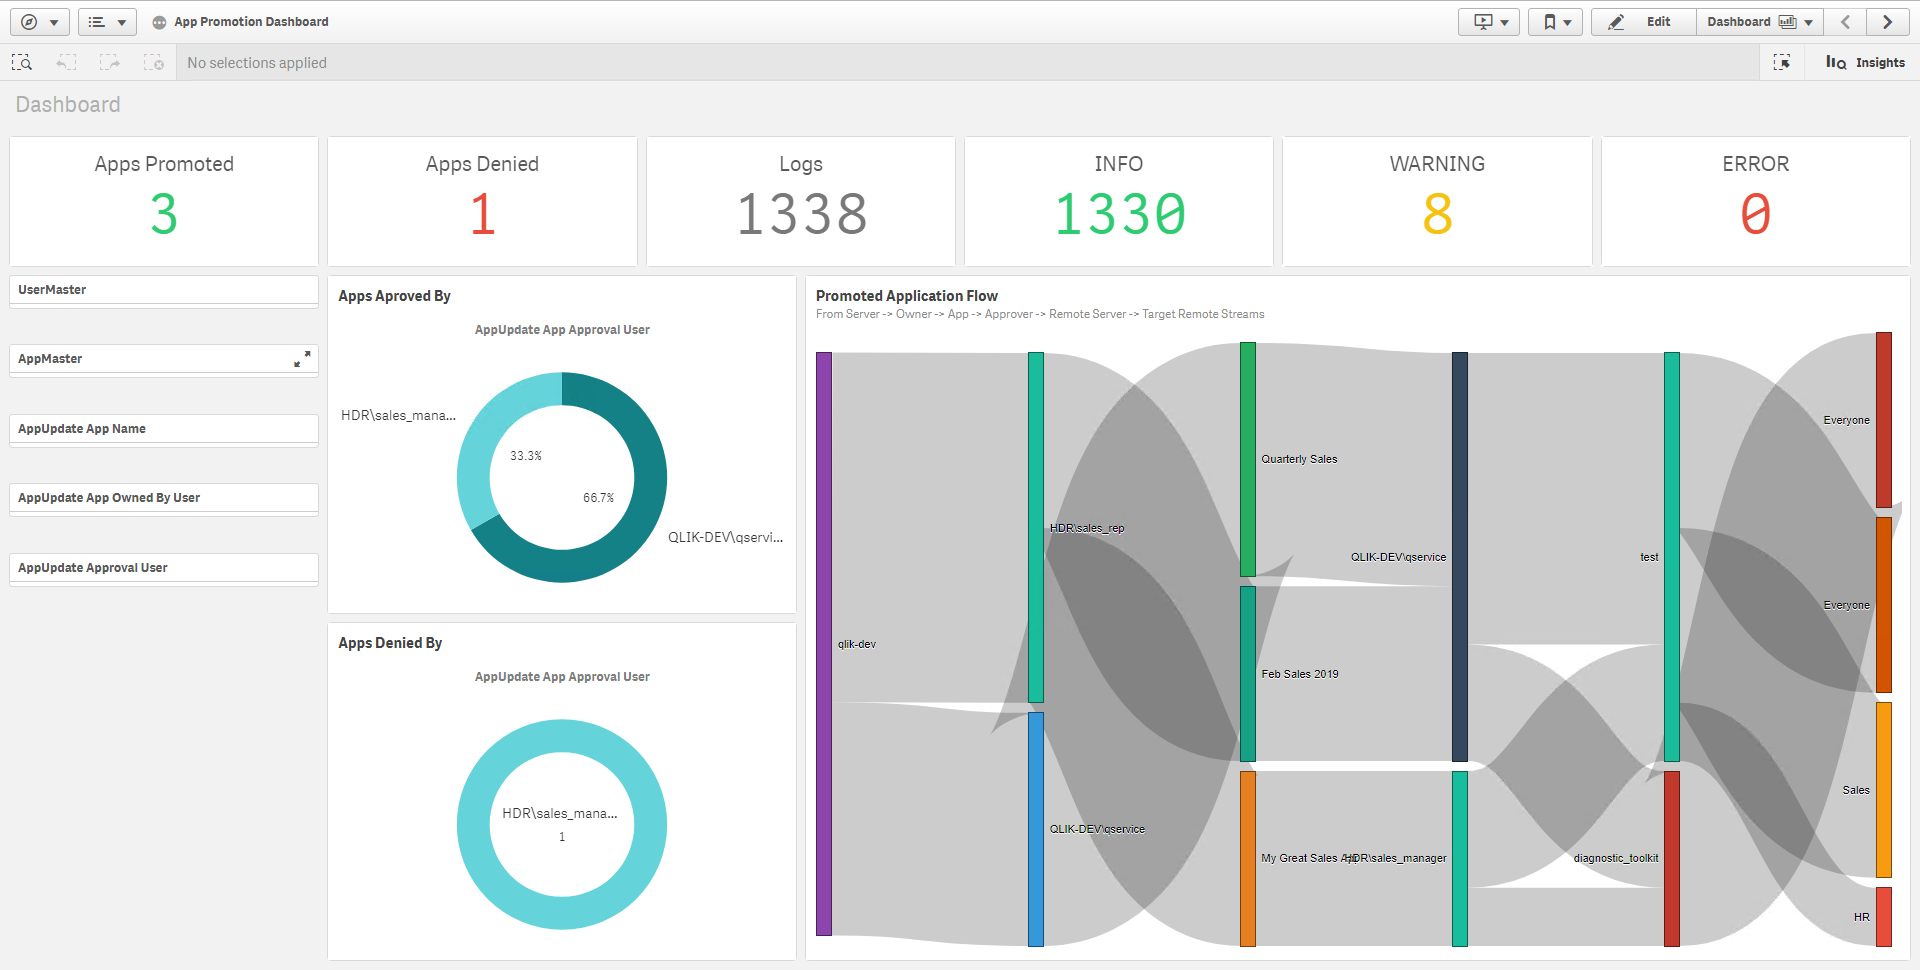 App Promotion Dashboard
Edit
Dashboard
No selections applied
Insights
Dashboard
Apps Promoted
3
Apps Denied
1
Logs
1338
INFO
1330
WARNING
8
ERROR
0
UserMaster
AppMaster
AppUpdate App Name
AppUpdate App Owned By User
AppUpdate Approval User
Apps Aproved By
AppUpdate App Approval User
HDR\sales_mana...
33.3%
66.7%
QLIK-DEV\qservi...
Apps Denied By
AppUpdate App Approval User
HDR\sales_mana...
1
Promoted Application Flow
From Server -> Owner -> App -> Approver -> Remote Server -> Target Remote Streams
qlik-dev
HDR\sales_rep
QLIK-DEV\qservice
Quarterly Sales
Feb Sales 2019
My Great Sales
QLIK-DEV\qservice
HDR\sales_manager
test
diagnostic_toolkit
Everyone
Everyone
Sales
HR